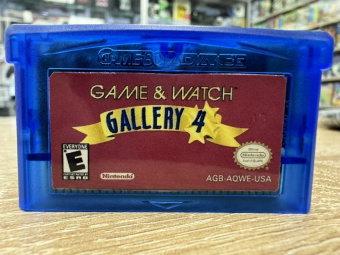 GAME BOY ADVANCE
GAME & WATCH
GALLERY 4
EVERYONE
E
ESRB
Nintendo
AGB-AQWE-USA